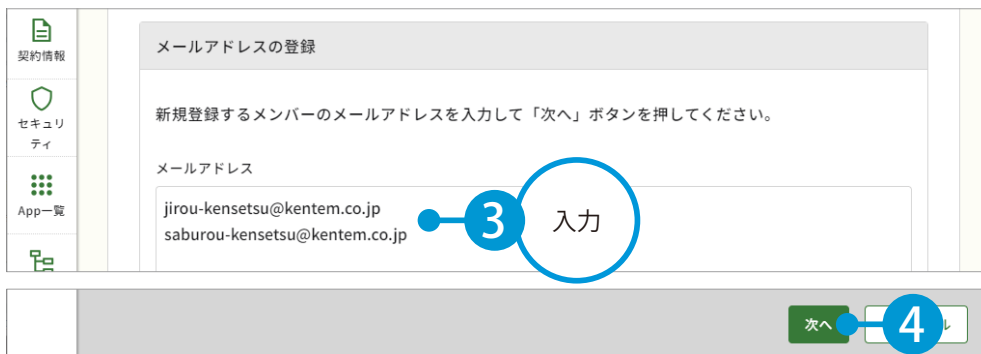 契約情報
セキュリ
ティ
App一覧
メールアドレスの登録
新規登録するメンバーのメールアドレスを入力して「次へ」ボタンを押してください。
メールアドレス
jirou-kensetsu@kentem.co.jp
saburou-kensetsu@kentem.co.jp
3
入力
次へ
4
ル